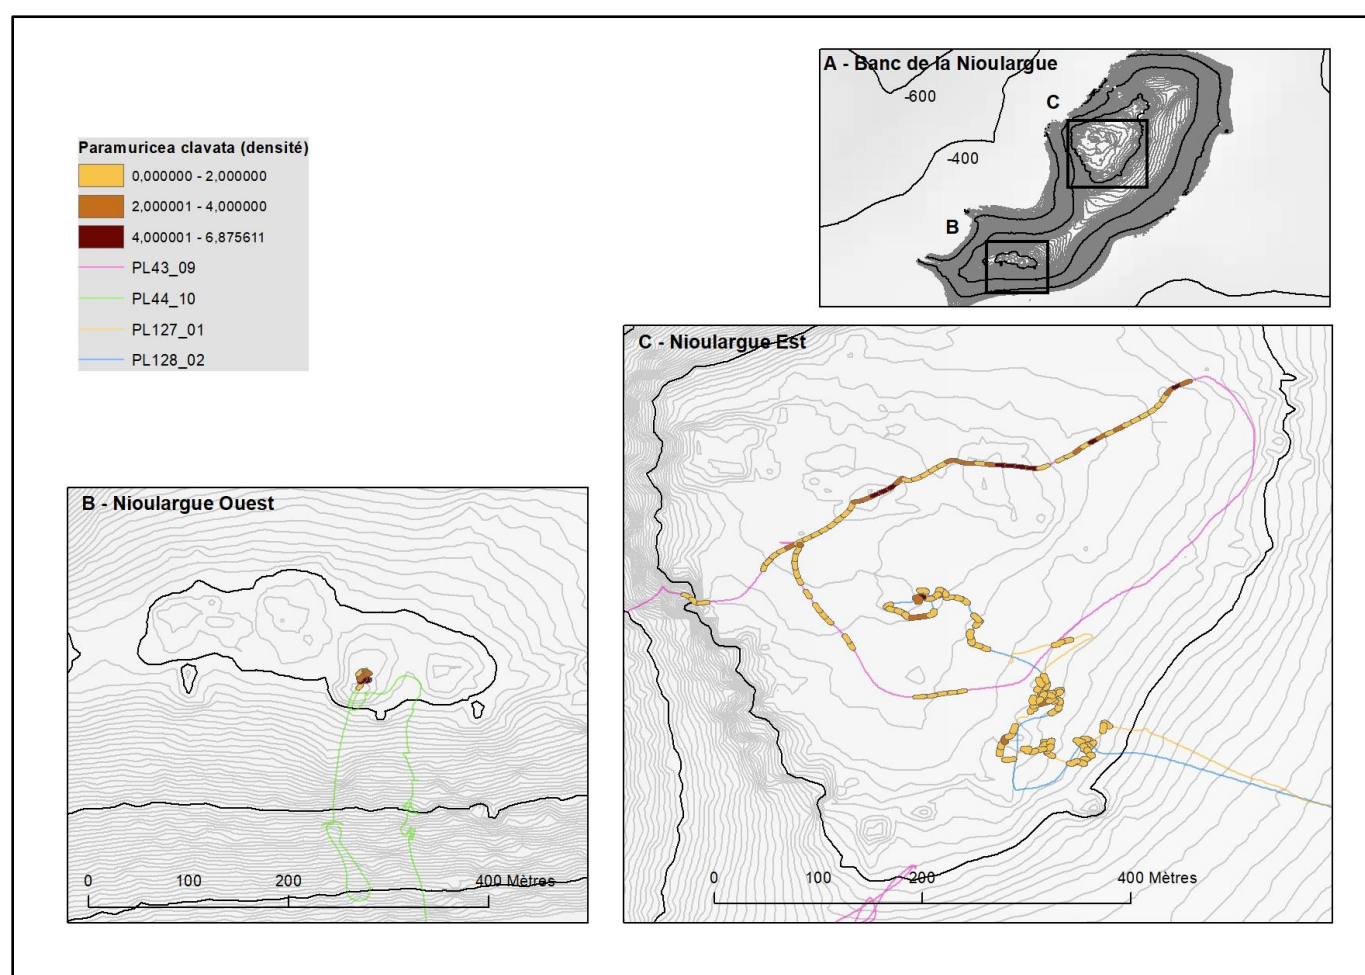 A - Banc de la Nioulargue
-600
C
-400
B
Paramuricea clavata (densité)
0,000000 - 2,000000
2,000001 - 4,000000
4,000001 - 6,875611
PL43_09
PL44_10
PL127_01
PL128_02
C - Nioulargue Est
0 100 200 400 Mètres
B - Nioulargue Ouest
0 100 200 400 Mètres